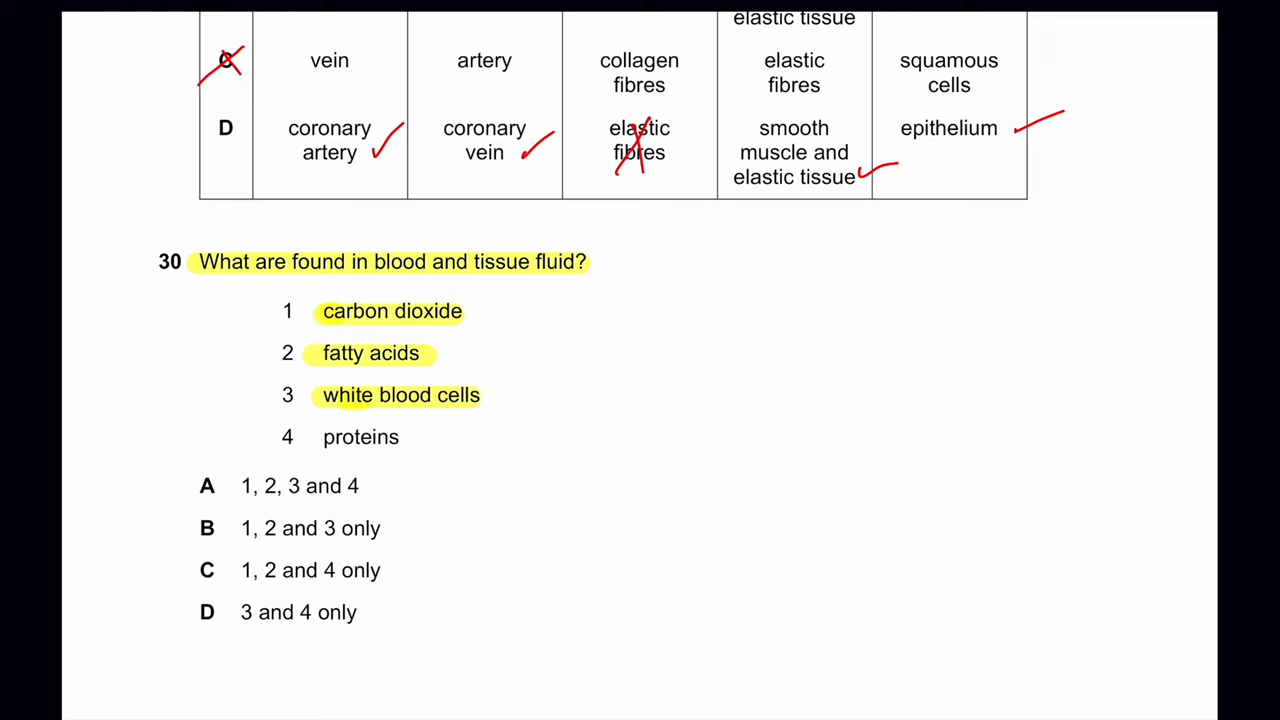 elastic tissue
C vein artery collagen elastic squamous
fibres fibres cells
D coronary coronary elastic smooth epithelium
artery vein fibres muscle and
elastic tissue
30 What are found in blood and tissue fluid?
1 carbon dioxide
2 fatty acids
3 white blood cells
4 proteins
A 1, 2, 3 and 4
B 1, 2 and 3 only
C 1, 2 and 4 only
D 3 and 4 only